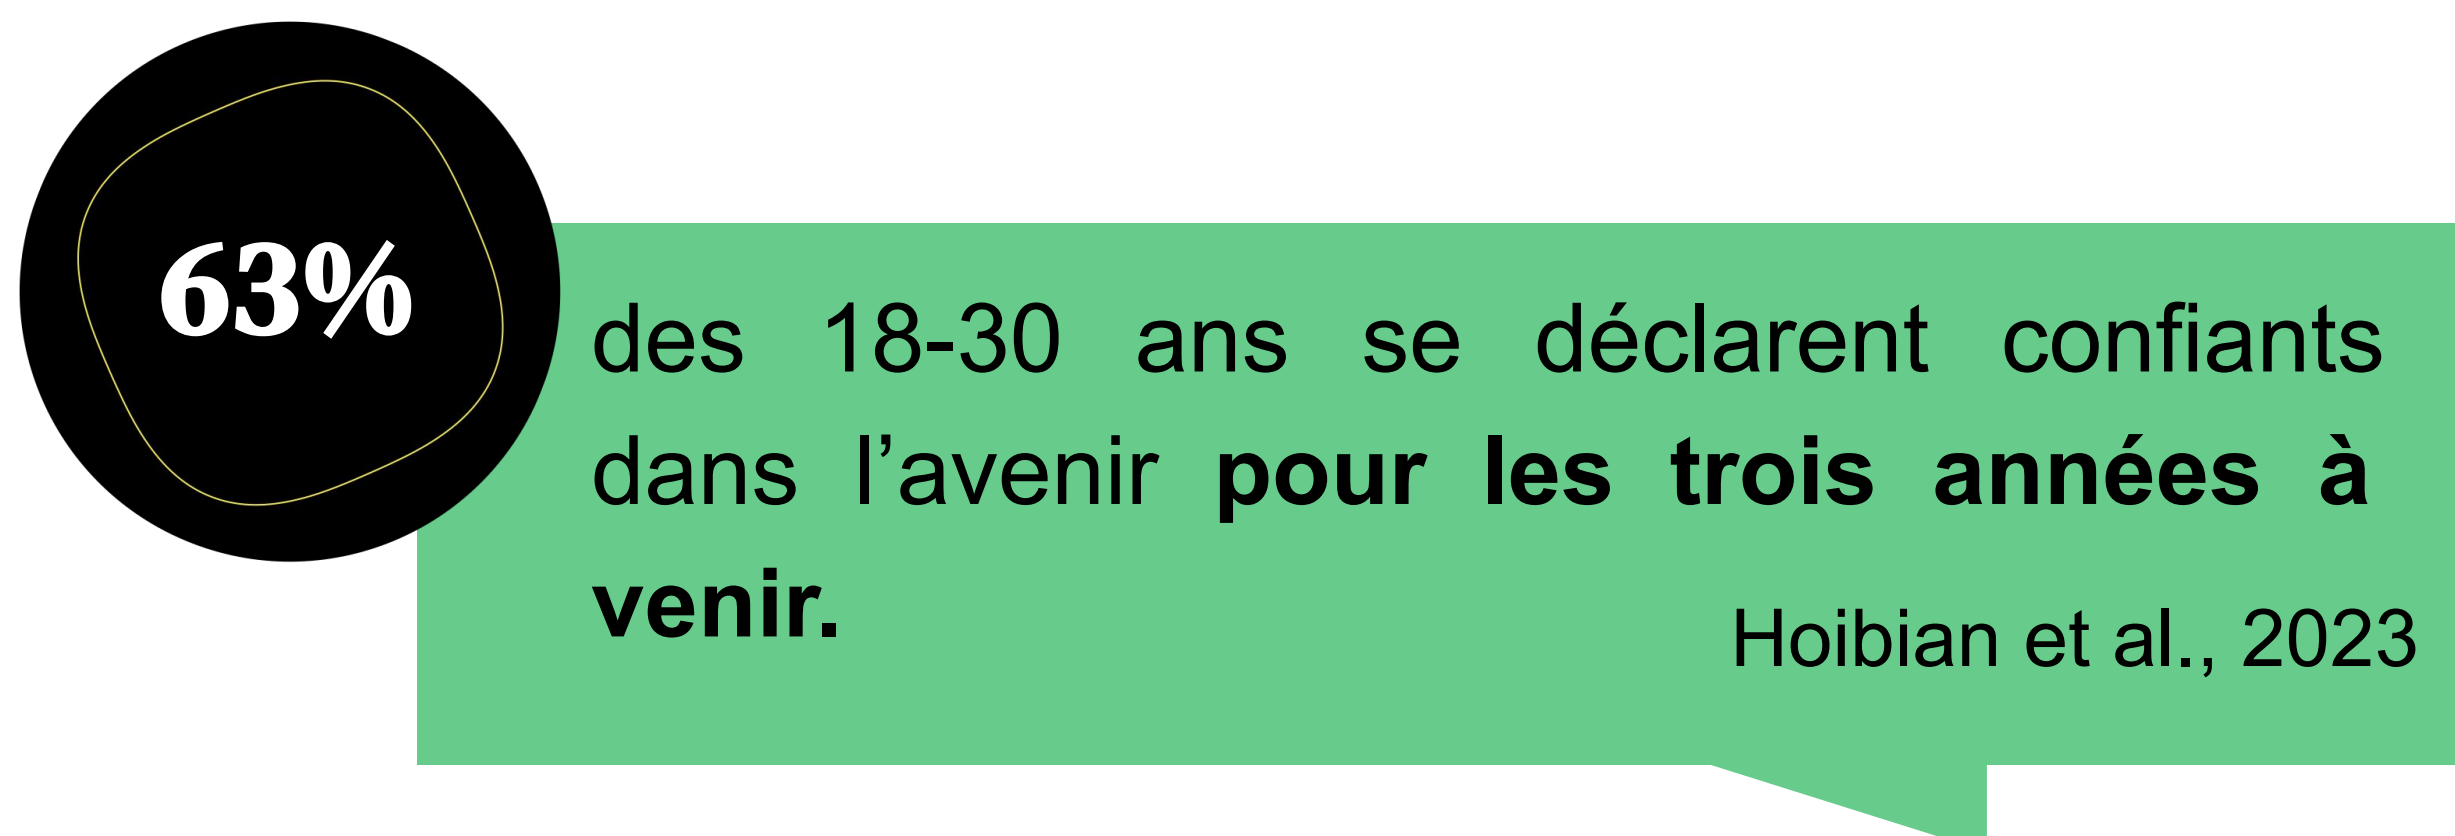 63%
des 18-30 ans se déclarent confiants
dans l’avenir pour les trois années à
venir.
Hoibian et al., 2023